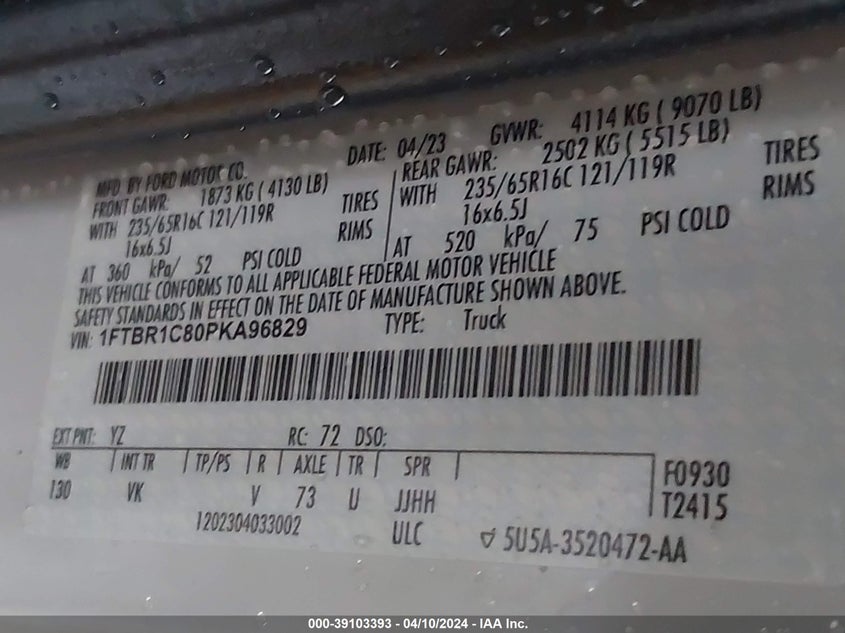 MFD. BY FORD MOTOR CO. DATE: 04/23 GVWR: 4114 KG ( 9070 LB)
FRONT GAWR: 1873 KG ( 4130 LB)
WITH 235/65R16C 121/119R TIRES
16x6.5J RIMS
AT 360 kPa/ 52 PSI COLD
REAR GAWR: 2502 KG ( 5515 LB)
WITH 235/65R16C 121/119R TIRES
16x6.5J RIMS
AT 520 kPa/ 75 PSI COLD
THIS VEHICLE CONFORMS TO ALL APPLICABLE FEDERAL MOTOR VEHICLE
SAFETY STANDARDS IN EFFECT ON THE DATE OF MANUFACTURE SHOWN ABOVE.
VIN: 1FTBR1C80PKA96829 TYPE: Truck
EXT PNT: YZ RC: 72 DSO:
WB INT TR TP/PS R AXLE TR SPR
130 VK V 73 U JJHH
F0930
T2415
1202304033002 ULC 5U5A-3520472-AA
000-39103393 - 04/10/2024 - IAA Inc.